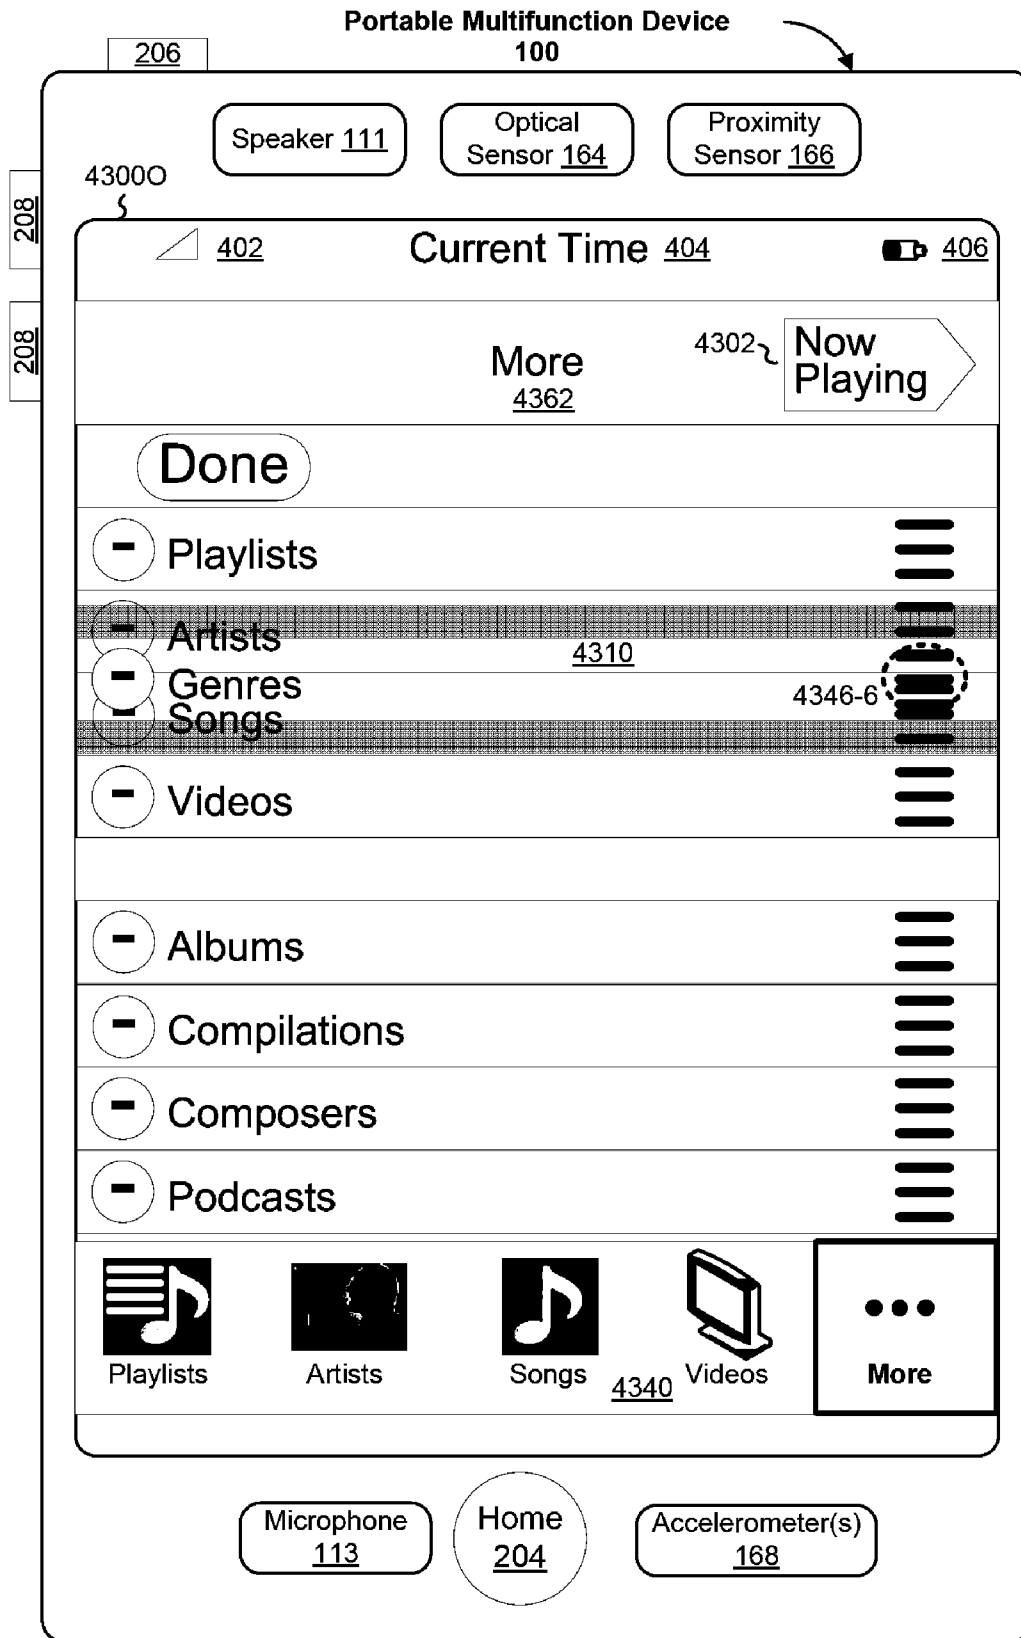 Portable Multifunction Device
100
206
Speaker 111
Optical
Sensor 164
Proximity
Sensor 166
4300O
208
208
402
Current Time 404
406
More
4362
4302
Now
Playing
Done
Playlists
Artists
4310
Genres
4346-6
Songs
Videos
Albums
Compilations
Composers
Podcasts
Playlists
Artists
Songs
4340
Videos
More
Microphone
113
Home
204
Accelerometer(s)
168